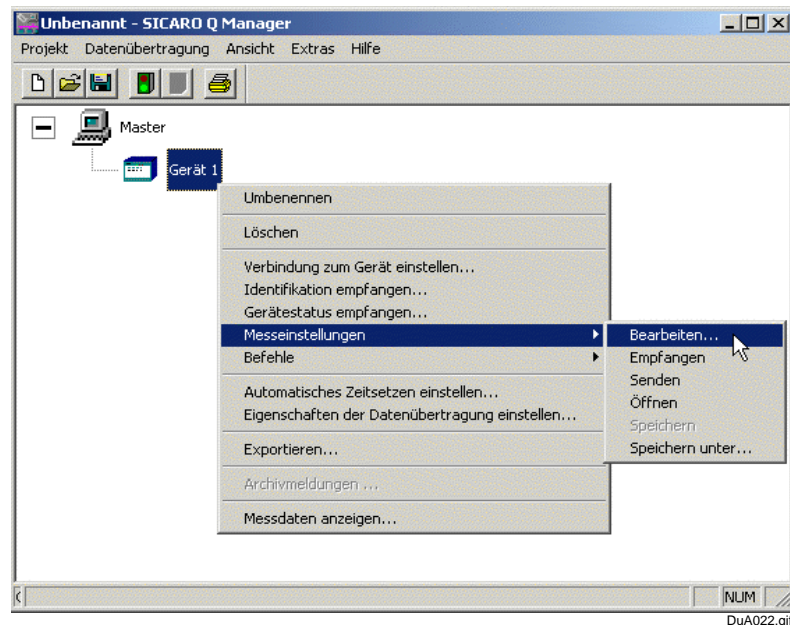 Unbenannt - SICARO Q Manager
Projekt Datenübertragung Ansicht Extras Hilfe
Master
Gerät 1
Umbenennen
Löschen
Verbindung zum Gerät einstellen...
Identifikation empfangen...
Gerätestatus empfangen...
Messeinstellungen
Befehle
Automatisches Zeitsetzen einstellen...
Eigenschaften der Datenübertragung einstellen...
Exportieren...
Archivmeldungen ...
Messdaten anzeigen...
Bearbeiten...
Empfangen
Senden
Öffnen
Speichern
Speichern unter...
NUM
DuA022.gif